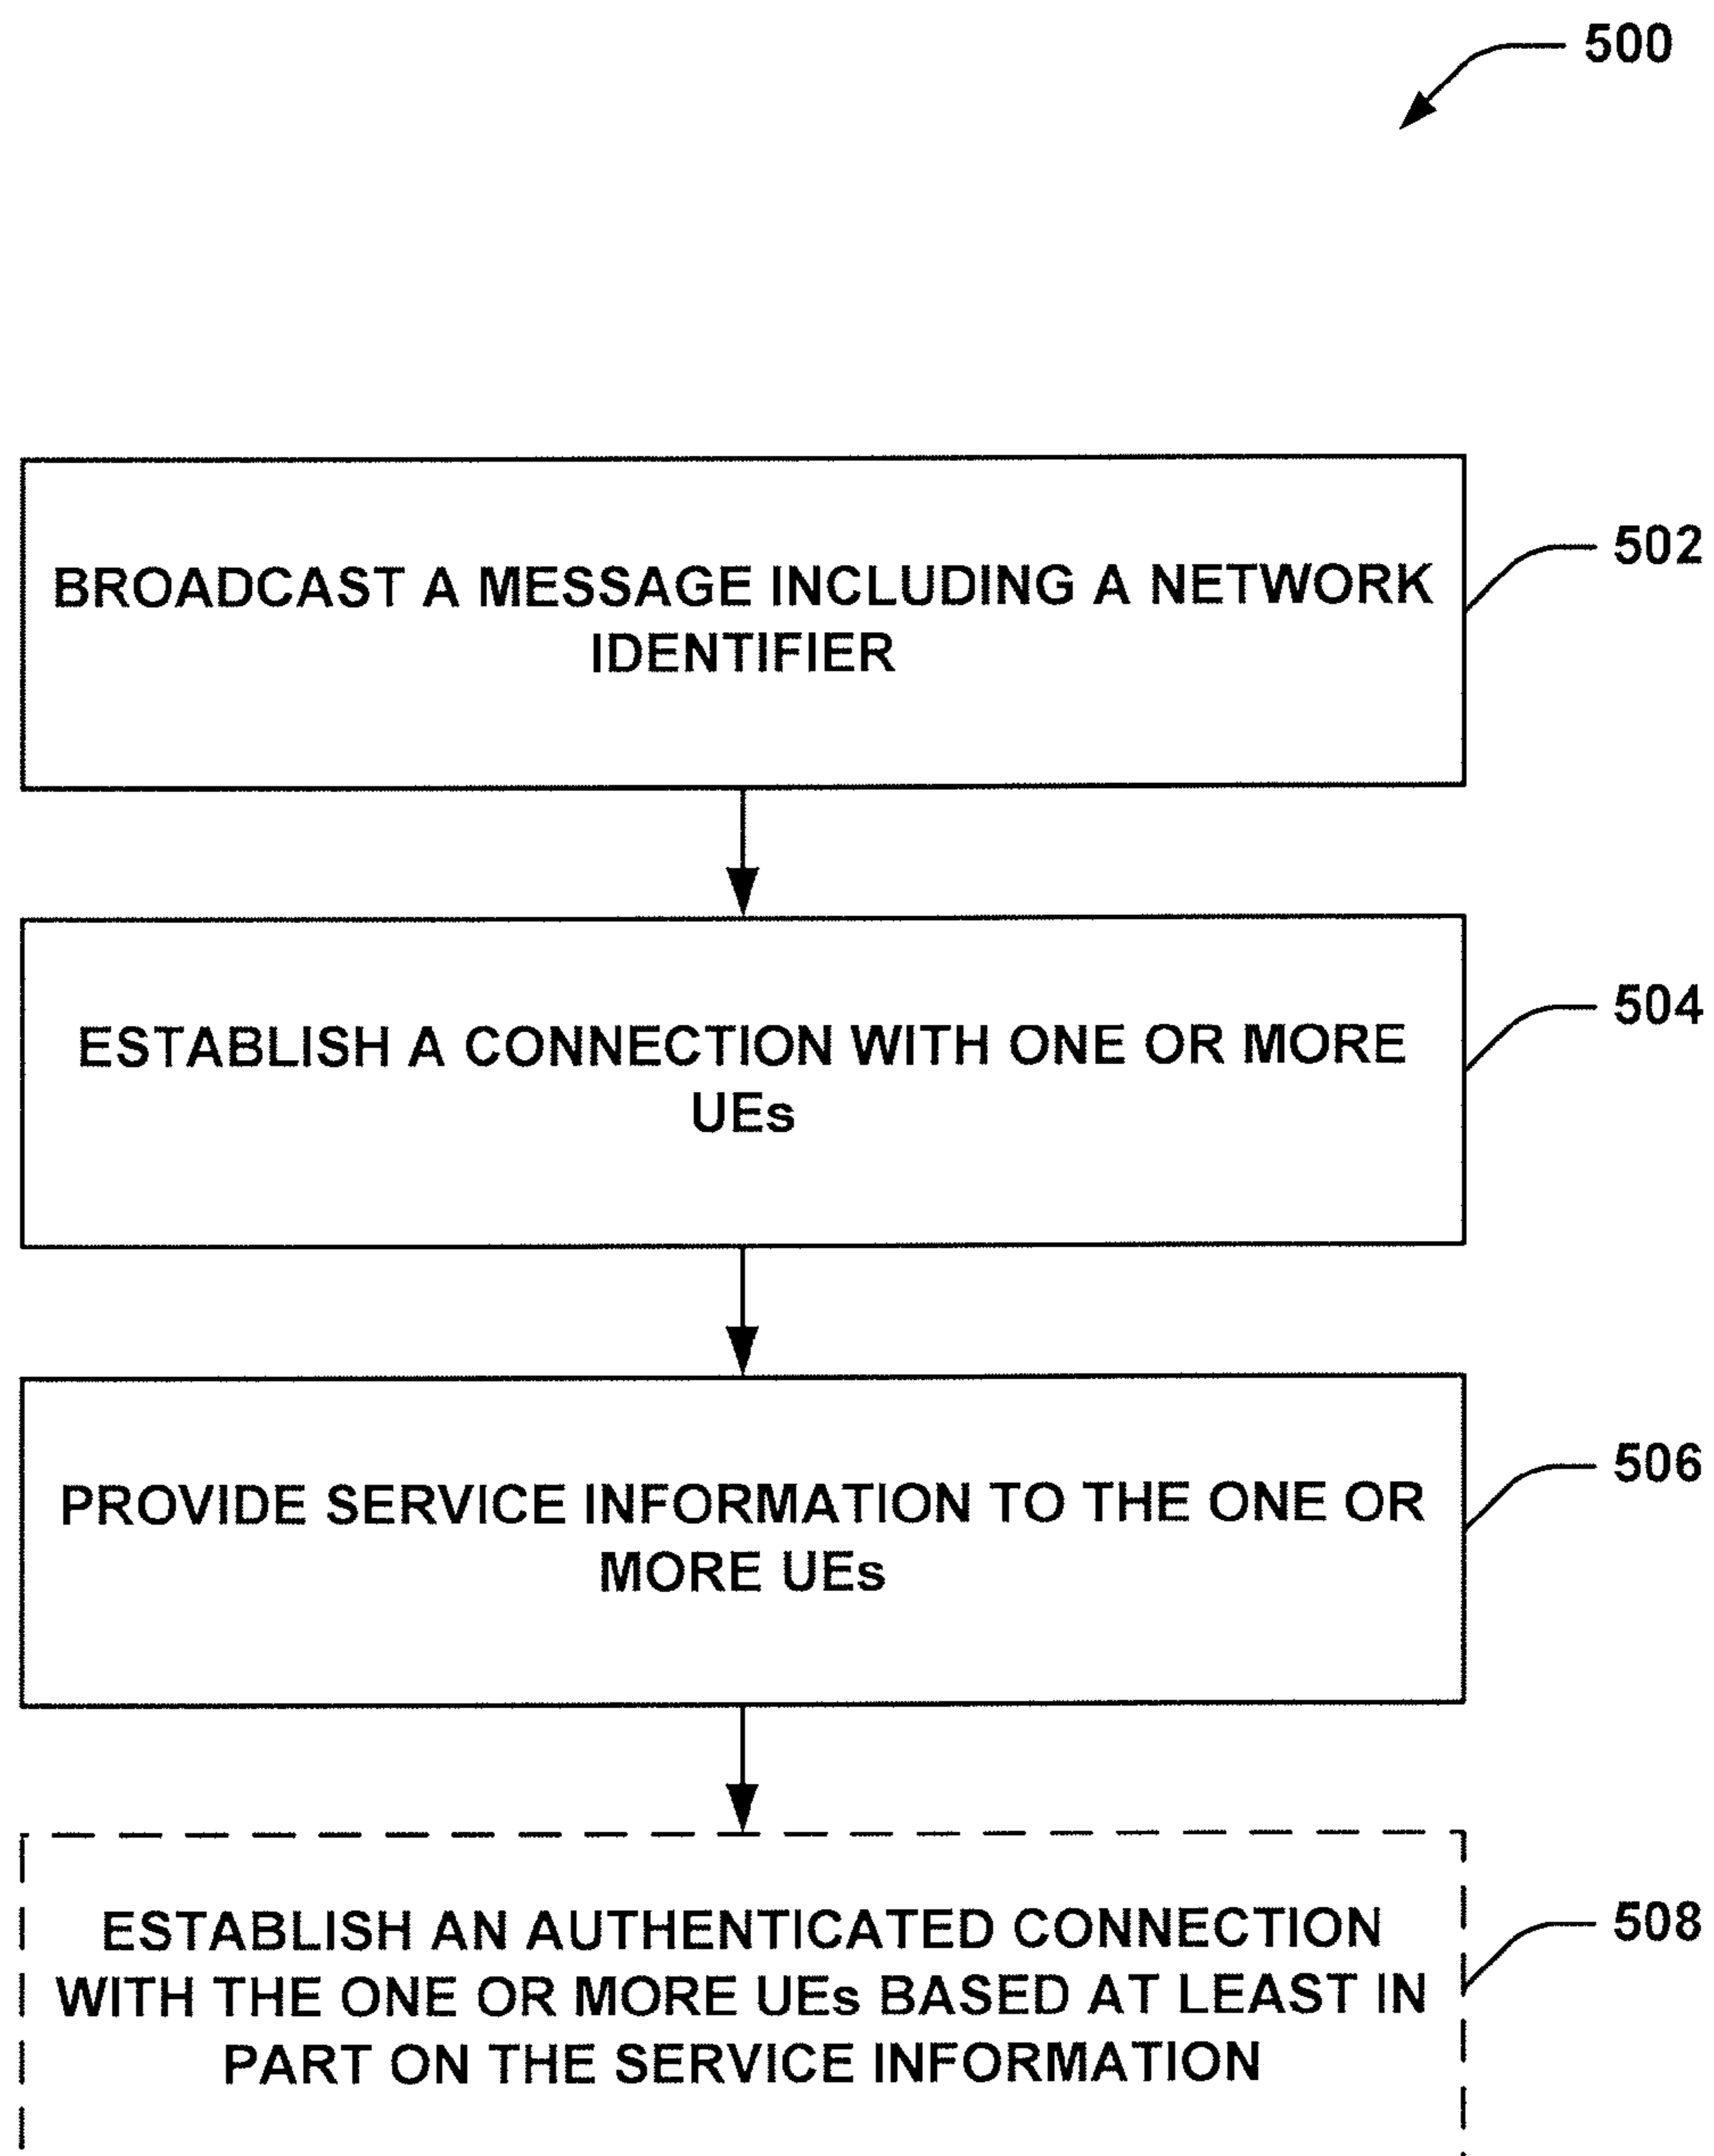 500
BROADCAST A MESSAGE INCLUDING A NETWORK
IDENTIFIER
502
ESTABLISH A CONNECTION WITH ONE OR MORE
UEs
504
PROVIDE SERVICE INFORMATION TO THE ONE OR
MORE UEs
506
ESTABLISH AN AUTHENTICATED CONNECTION
WITH THE ONE OR MORE UEs BASED AT LEAST IN
PART ON THE SERVICE INFORMATION
508